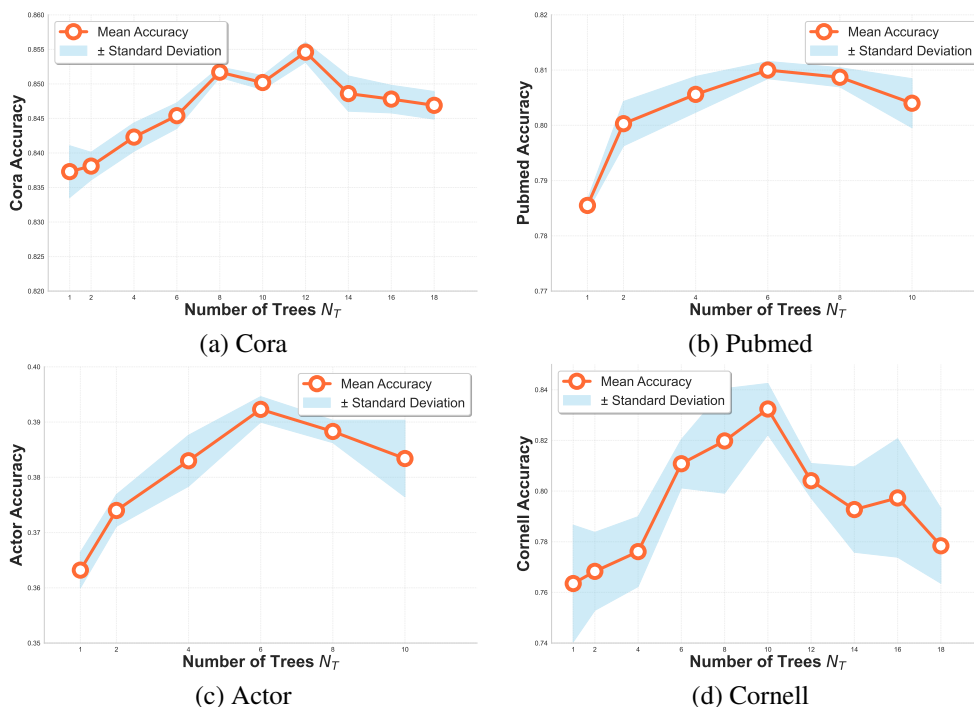 Mean Accuracy
± Standard Deviation
0.860
0.855
0.850
0.845
0.840
0.835
0.830
0.825
0.820
Cora Accuracy
1 2 4 6 8 10 12 14 16 18
Number of Trees N_T
(a) Cora
Mean Accuracy
± Standard Deviation
0.82
0.81
0.80
0.79
0.78
0.77
Pubmed Accuracy
1 2 4 6 8 10
Number of Trees N_T
(b) Pubmed
Mean Accuracy
± Standard Deviation
0.40
0.39
0.38
0.37
0.36
0.35
Actor Accuracy
1 2 4 6 8 10
Number of Trees N_T
(c) Actor
Mean Accuracy
± Standard Deviation
0.84
0.82
0.80
0.78
0.76
0.74
Cornell Accuracy
1 2 4 6 8 10 12 14 16 18
Number of Trees N_T
(d) Cornell